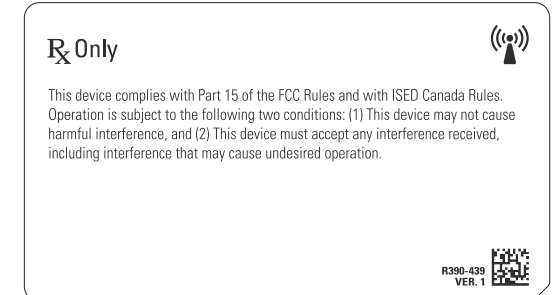 Rx Only
This device complies with Part 15 of the FCC Rules and with ISED Canada Rules.
Operation is subject to the following two conditions: (1) This device may not cause
harmful interference, and (2) This device must accept any interference received,
including interference that may cause undesired operation.
R390-439
VER. 1